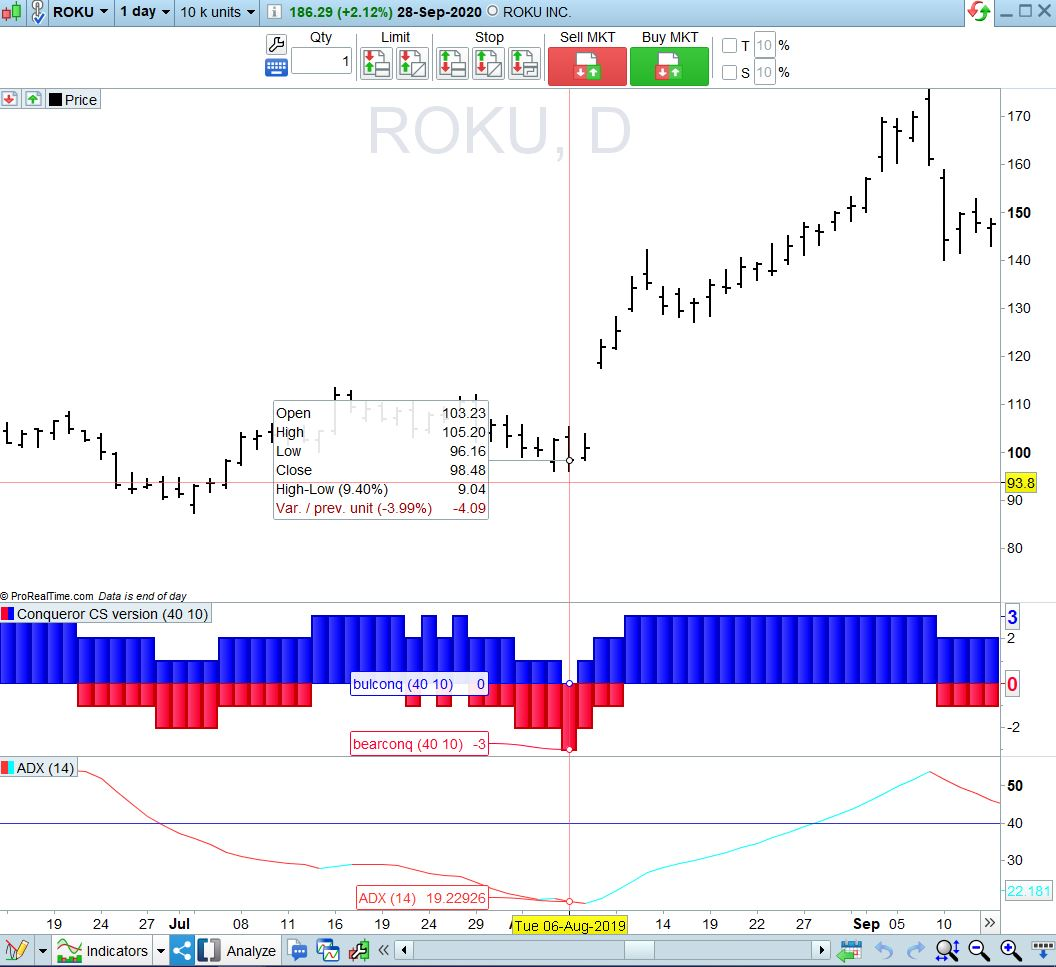 ROKU 1 day 10 k units 186.29 (+2.12%) 28-Sep-2020 ROKU INC.
Qty Limit Stop Sell MKT Buy MKT
1
T 10 %
S 10 %
Price
ROKU, D
170
160
150
140
130
120
110
100
93.8
90
80
Open 103.23
High 105.20
Low 96.16
Close 98.48
High-Low (9.40%) 9.04
Var. / prev. unit (-3.99%) -4.09
© ProRealTime.com Data is end of day
Conqueror CS version (40 10)
3
2
0
-2
bulconq (40 10) 0
bearconq (40 10) -3
ADX (14)
50
40
30
22.181
ADX (14) 19.22926
19 24 27 Jul 08 11 16 19 24 29 Tue 06-Aug-2019 14 19 22 27 Sep 05 10
Indicators Analyze